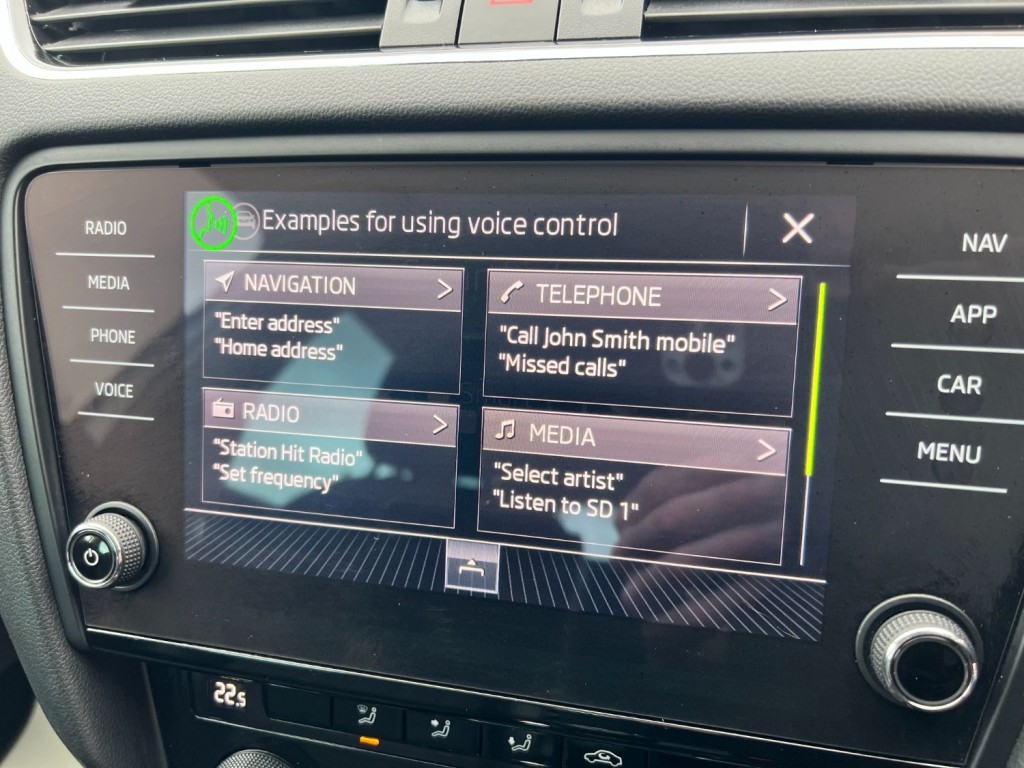 RADIO
MEDIA
PHONE
VOICE
Examples for using voice control
NAVIGATION
"Enter address"
"Home address"
TELEPHONE
"Call John Smith mobile"
"Missed calls"
RADIO
"Station Hit Radio"
"Set frequency"
MEDIA
"Select artist"
"Listen to SD 1"
NAV
APP
CAR
MENU
22.5